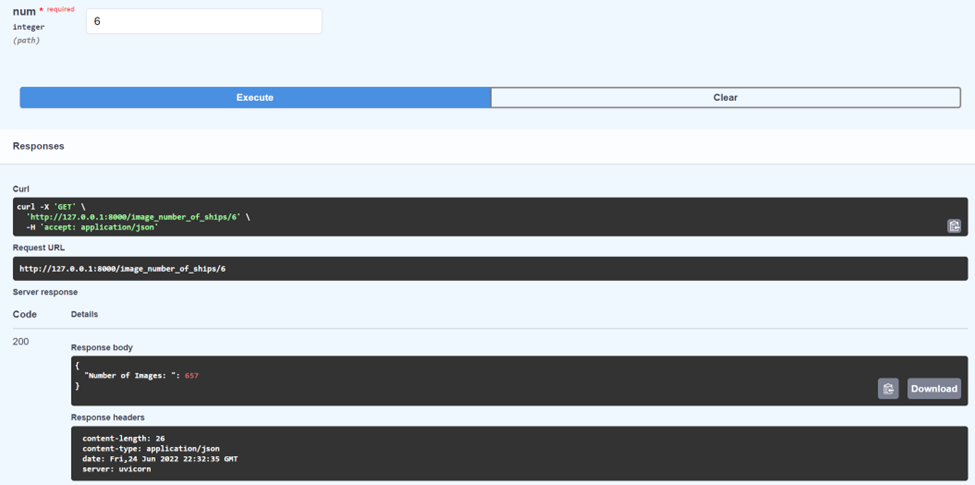 num * required
6
integer
(path)
Execute
Clear
Responses
Curl
curl -X 'GET' \
'http://127.0.0.1:8000/image_number_of_ships/6' \
-H 'accept: application/json'
Request URL
http://127.0.0.1:8000/image_number_of_ships/6
Server response
Code Details
200
Response body
{
"Number of Images: ": 657
}
Download
Response headers
content-length: 26
content-type: application/json
date: Fri,24 Jun 2022 22:32:35 GMT
server: uvicorn